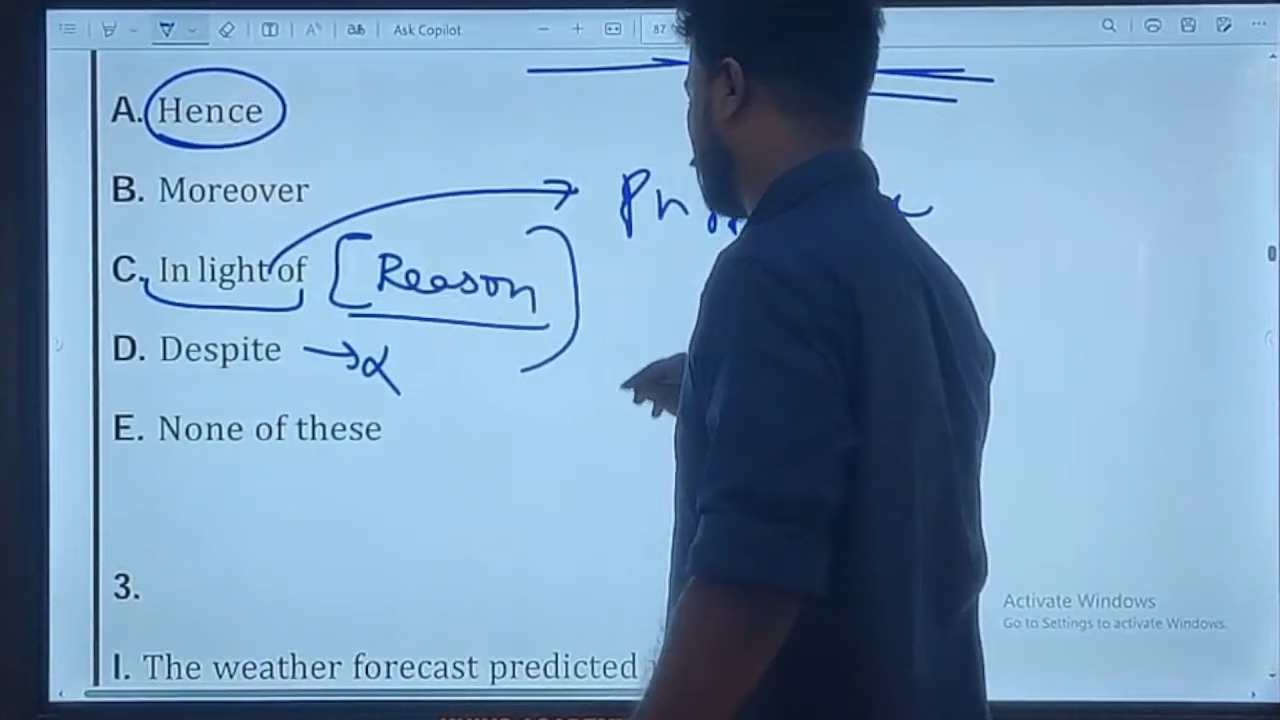 Ask Copilot
87
A. Hence
B. Moreover
C. In light of [Reason]
D. Despite
E. None of these
3.
I. The weather forecast predicted
Activate Windows
Go to Settings to activate Windows.